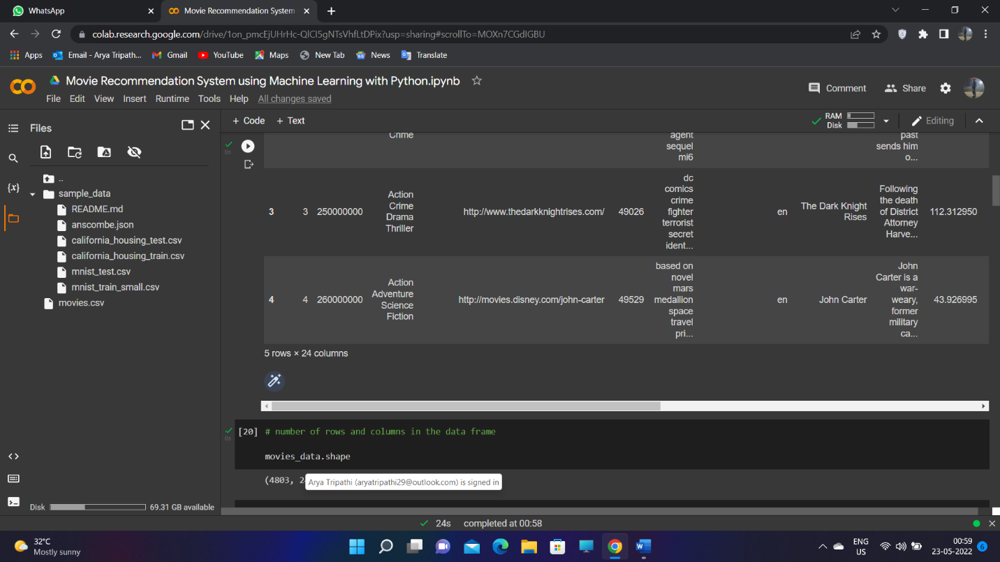 WhatsApp
Movie Recommendation System
colab.research.google.com/drive/1on_pmcEjUHrHc-QlCI5gNTsVhfLtDPix?usp=sharing#scrollTo=MOXn7CGdIGBU
Apps Email - Arya Tripath... Gmail YouTube Maps New Tab News Translate
Movie Recommendation System using Machine Learning with Python.ipynb
File Edit View Insert Runtime Tools Help All changes saved
Comment Share
Files
+ Code + Text
RAM
Disk
Editing
..
sample_data
README.md
anscombe.json
california_housing_test.csv
california_housing_train.csv
mnist_test.csv
mnist_train_small.csv
movies.csv
Disk 69.31 GB available
0s
Crime
agent
sequel
mi6
past
sends him
o...
3 3 250000000
Action
Crime
Drama
Thriller
http://www.thedarkknightrises.com/ 49026
dc
comics
crime
fighter
terrorist
secret
ident...
en
The Dark Knight
Rises
Following
the death
of District
Attorney
Harve...
112.312950
4 4 260000000
Action
Adventure
Science
Fiction
http://movies.disney.com/john-carter 49529
based on
novel
mars
medallion
space
travel
pri...
en
John Carter
John
Carter is a
war-
weary,
former
military
ca...
43.926995
5 rows × 24 columns
0s
[20] # number of rows and columns in the data frame
movies_data.shape
(4803, 2
Arya Tripathi (aryatripathi29@outlook.com) is signed in
24s completed at 00:58
32°C
Mostly sunny
W
ENG
US
00:59
23-05-2022
6